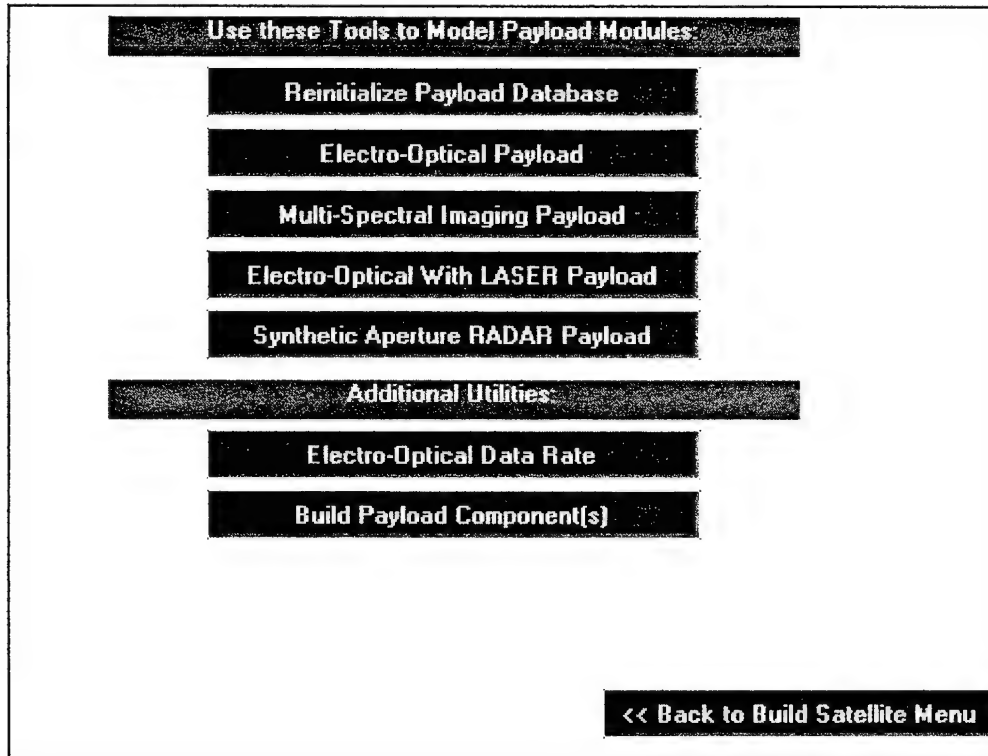 Use these Tools to Model Payload Modules:
Reinitialize Payload Database
Electro-Optical Payload
Multi-Spectral Imaging Payload
Electro-Optical With LASER Payload
Synthetic Aperture RADAR Payload
Additional Utilities:
Electro-Optical Data Rate
Build Payload Component(s)
<< Back to Build Satellite Menu